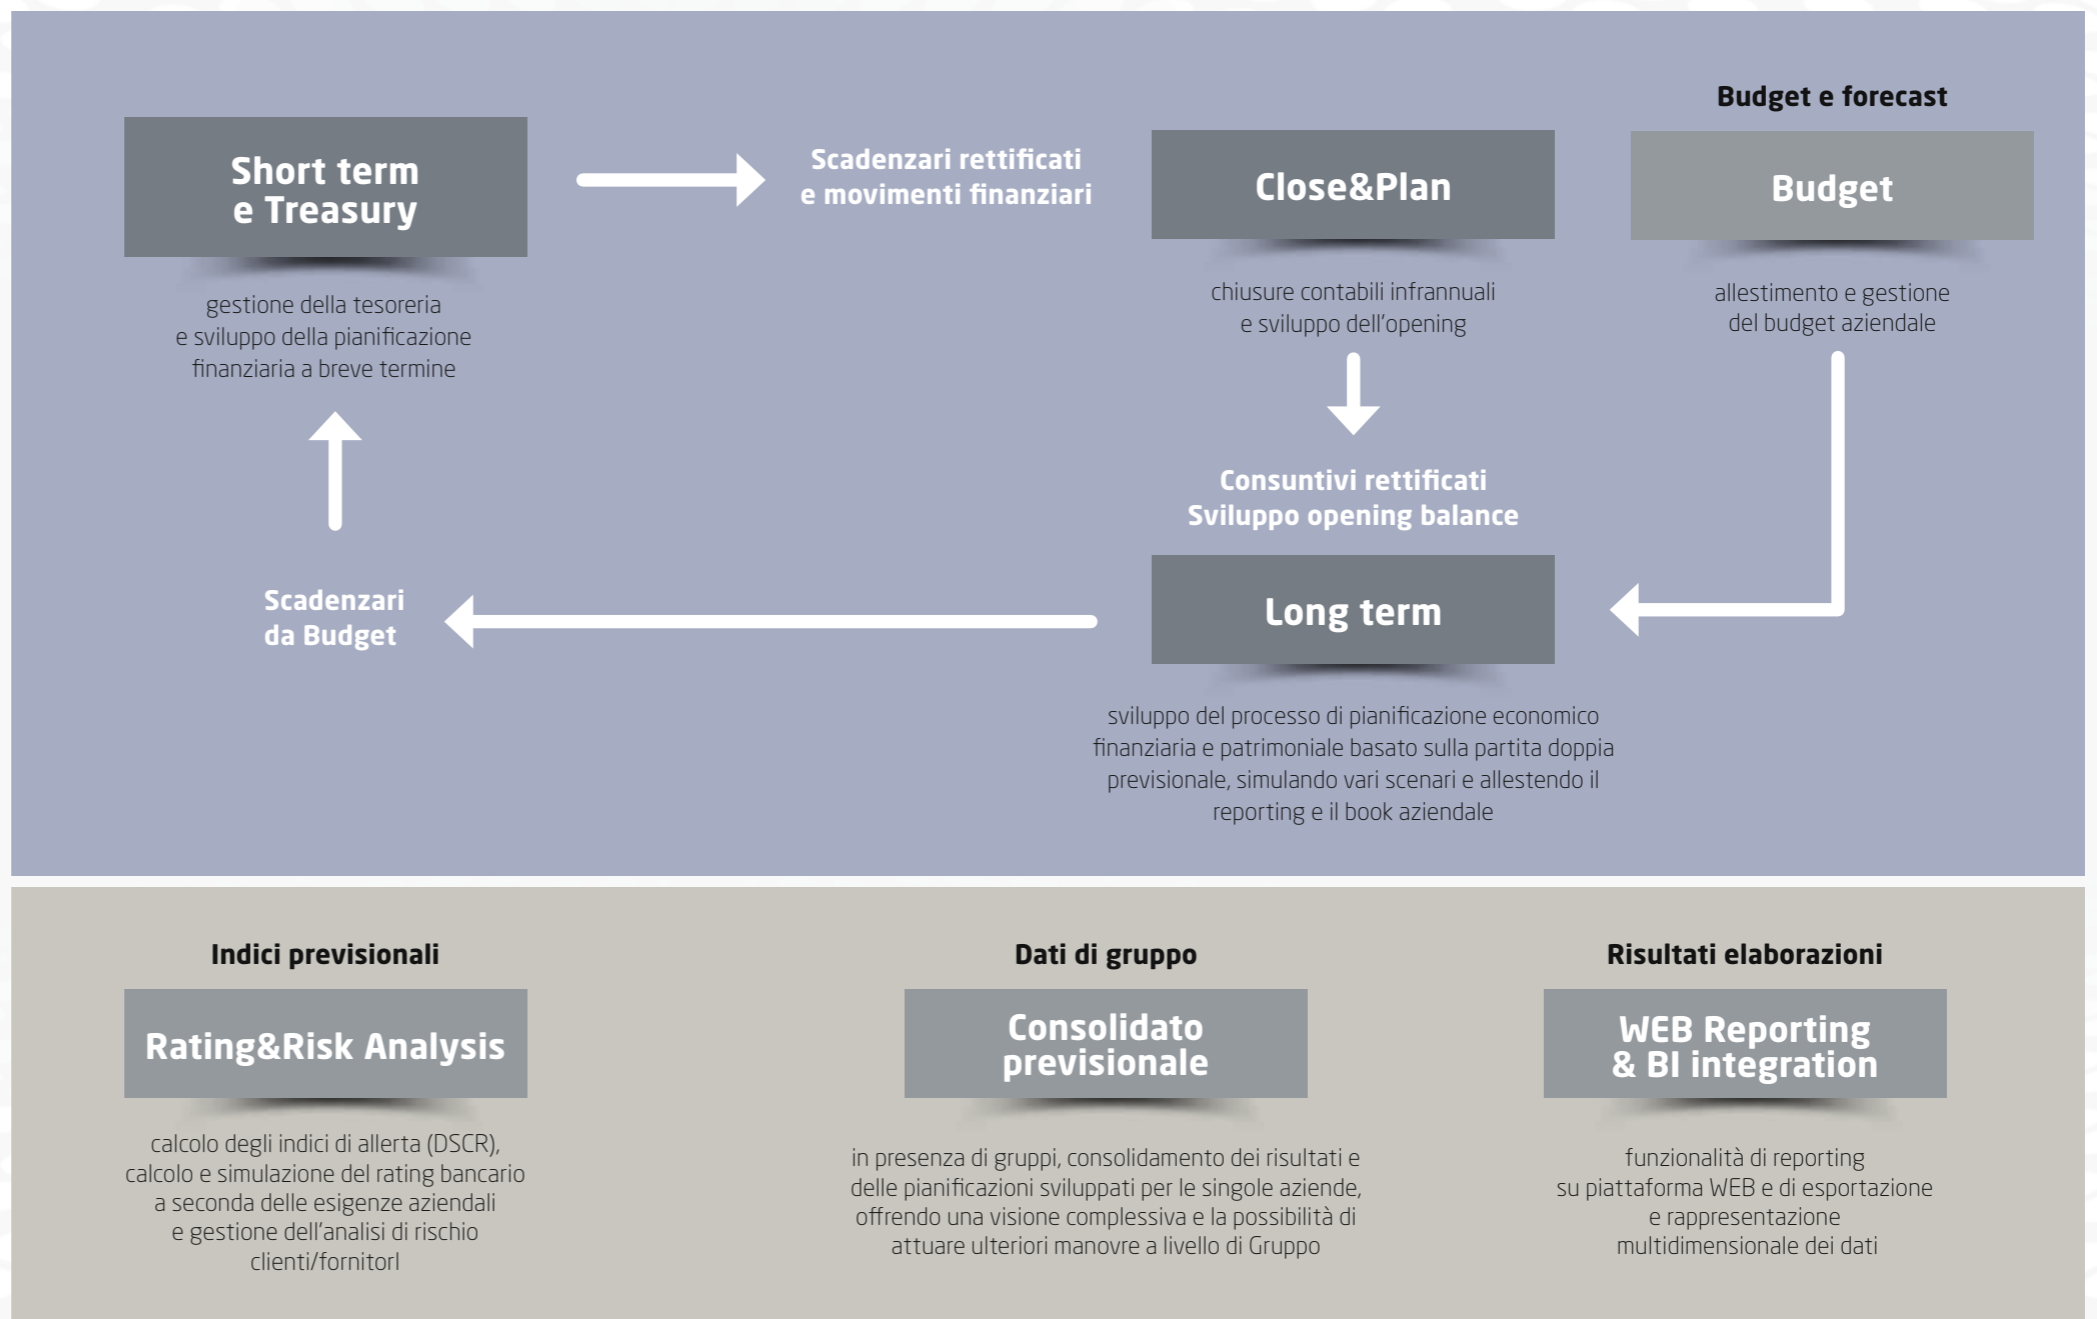 Short term
e Treasury
gestione della tesoreria
e sviluppo della pianificazione
finanziaria a breve termine
Scadenzari rettificati
e movimenti finanziari
Close&Plan
chiusure contabili infrannuali
e sviluppo dell'opening
Budget e forecast
Budget
allestimento e gestione
del budget aziendale
Consuntivi rettificati
Sviluppo opening balance
Scadenzari
da Budget
Long term
sviluppo del processo di pianificazione economico
finanziaria e patrimoniale basato sulla partita doppia
previsionale, simulando vari scenari e allestendo il
reporting e il book aziendale
Indici previsionali
Rating&Risk Analysis
calcolo degli indici di allerta (DSCR),
calcolo e simulazione del rating bancario
a seconda delle esigenze aziendali
e gestione dell'analisi di rischio
clienti/fornitorI
Dati di gruppo
Consolidato
previsionale
in presenza di gruppi, consolidamento dei risultati e
delle pianificazioni sviluppati per le singole aziende,
offrendo una visione complessiva e la possibilità di
attuare ulteriori manovre a livello di Gruppo
Risultati elaborazioni
WEB Reporting
& BI integration
funzionalità di reporting
su piattaforma WEB e di esportazione
e rappresentazione
multidimensionale dei dati